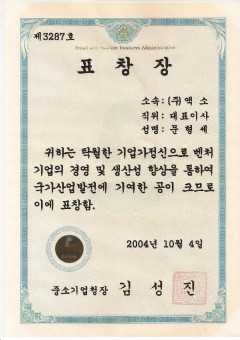 제3287호
Small and Medium Business Administration
표창장
소속: (주)액소
직위: 대표이사
성명: 문형세
귀하는 탁월한 기업가정신으로 벤처
기업의 경영 및 생산성 향상을 통하여
국가산업발전에 기여한 공이 크므로
이에 표창함.
2004년 10월 4일
중소기업청장 김성진